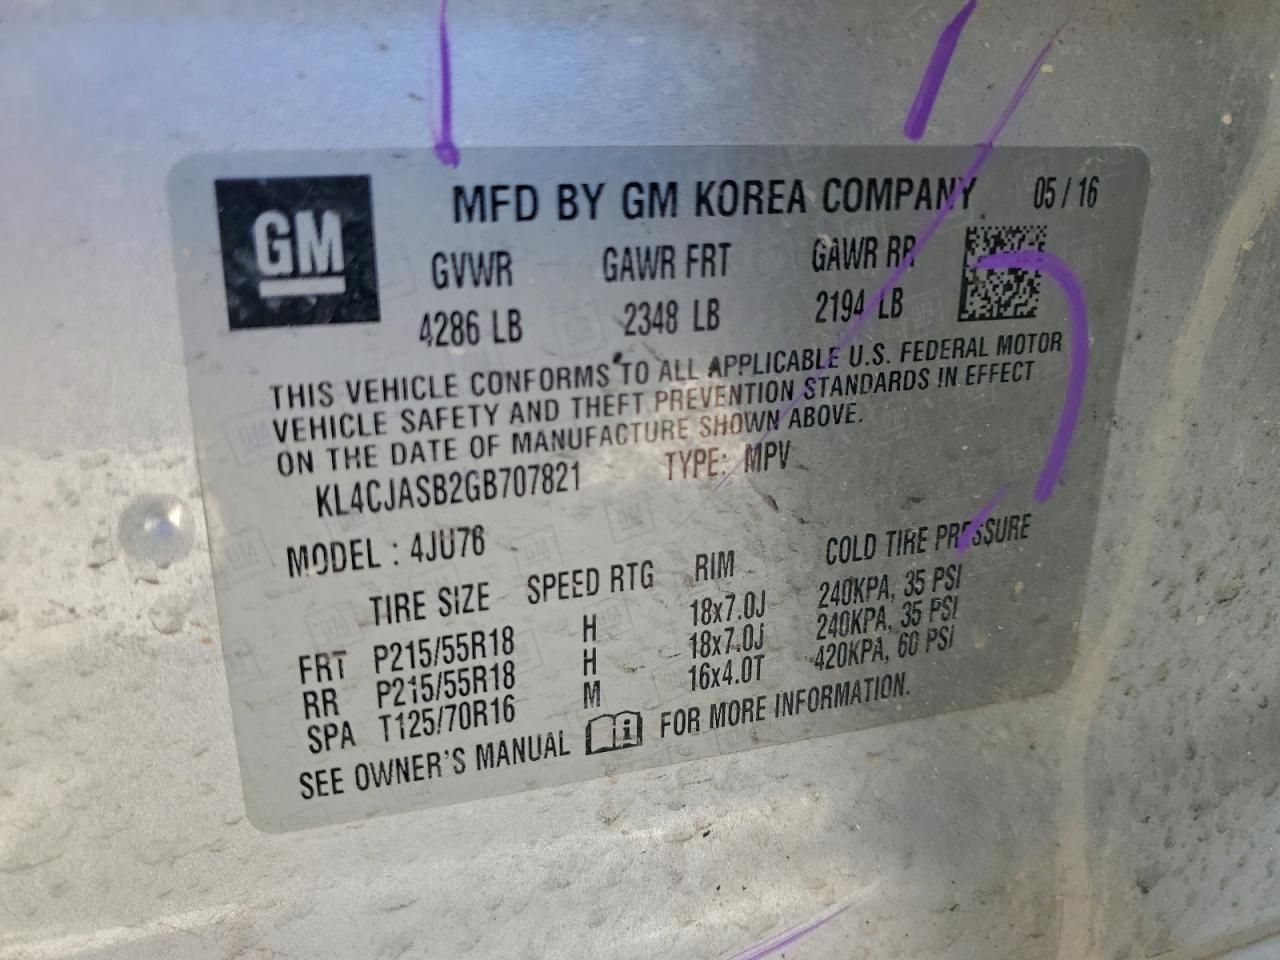 GM
MFD BY GM KOREA COMPANY 05 / 16
GVWR GAWR FRT GAWR RR
4286 LB 2348 LB 2194 LB
THIS VEHICLE CONFORMS TO ALL APPLICABLE U.S. FEDERAL MOTOR
VEHICLE SAFETY AND THEFT PREVENTION STANDARDS IN EFFECT
ON THE DATE OF MANUFACTURE SHOWN ABOVE.
KL4CJASB2GB707821 TYPE: MPV
MODEL : 4JU76
TIRE SIZE SPEED RTG RIM COLD TIRE PRESSURE
FRT P215/55R18 H 18x7.0J 240KPA, 35 PSI
RR P215/55R18 H 18x7.0J 240KPA, 35 PSI
SPA T125/70R16 M 16x4.0T 420KPA, 60 PSI
SEE OWNER'S MANUAL FOR MORE INFORMATION.